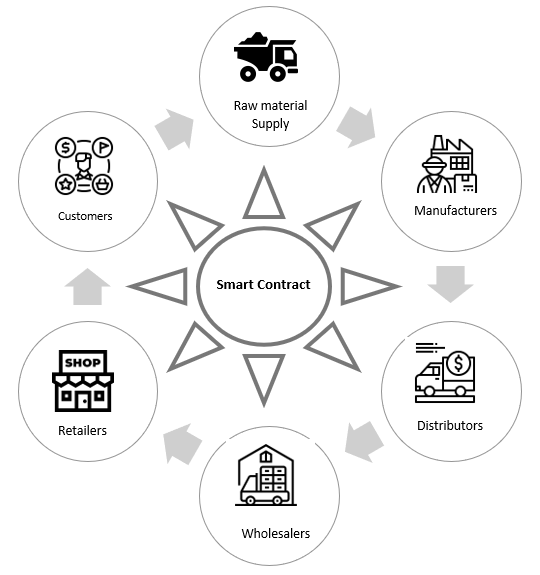 Raw material
Supply
Manufacturers
Distributors
Wholesalers
SHOP
Retailers
Customers
Smart Contract
$
$